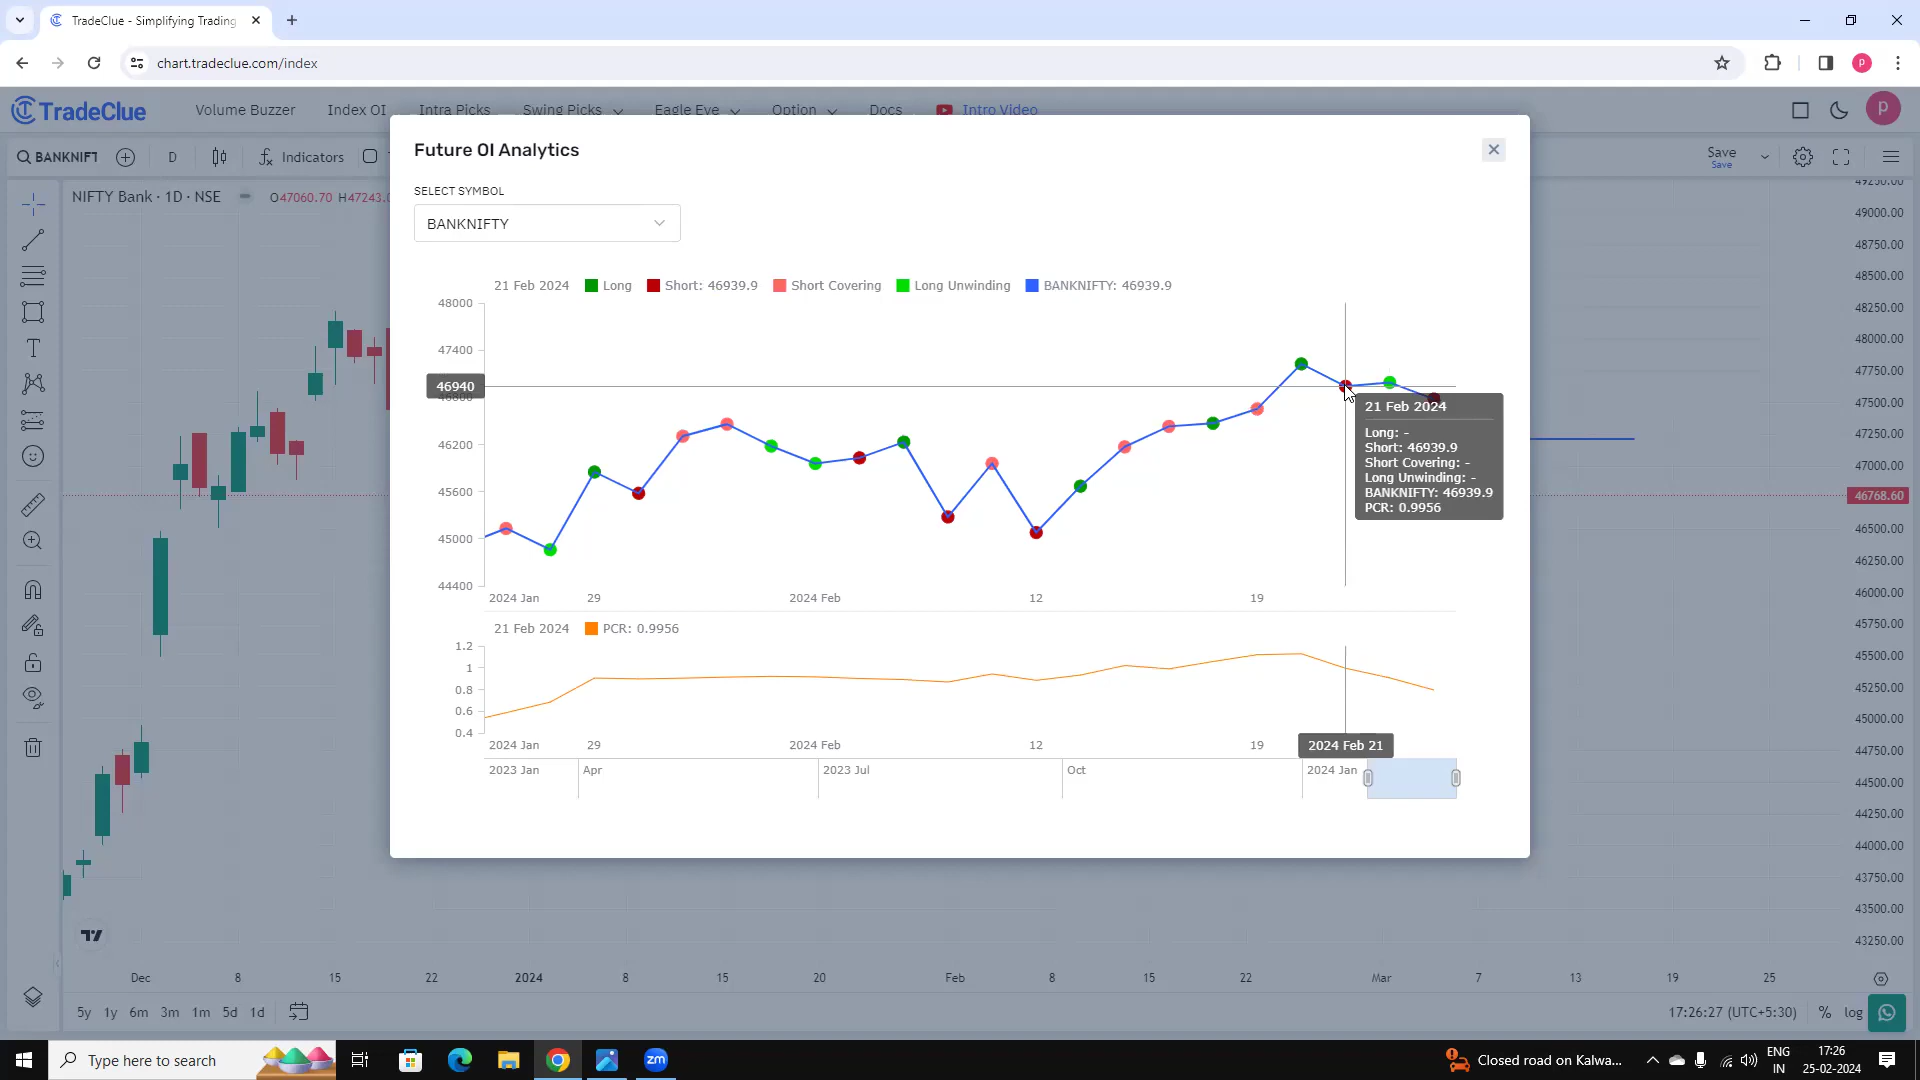 TradeClue - Simplifying Trading
chart.tradeclue.com/index
P
TradeClue
Volume Buzzer
Index OI
Intra Picks
Swing Picks
Eagle Eye
Option
Docs
Intro Video
P
BANKNIFT
D
Indicators
Save
Save
NIFTY Bank · 1D · NSE
O47060.70 H47243.0
Future OI Analytics
SELECT SYMBOL
BANKNIFTY
21 Feb 2024
Long
Short: 46939.9
Short Covering
Long Unwinding
BANKNIFTY: 46939.9
48000
47400
46940
46800
46200
45600
45000
44400
21 Feb 2024
Long: -
Short: 46939.9
Short Covering: -
Long Unwinding: -
BANKNIFTY: 46939.9
PCR: 0.9956
2024 Jan
29
2024 Feb
12
19
21 Feb 2024
PCR: 0.9956
1.2
1
0.8
0.6
0.4
2024 Jan
29
2024 Feb
12
19
2024 Feb 21
2023 Jan
Apr
2023 Jul
Oct
2024 Jan
49250.00
49000.00
48750.00
48500.00
48250.00
48000.00
47750.00
47500.00
47250.00
47000.00
46768.60
46500.00
46250.00
46000.00
45750.00
45500.00
45250.00
45000.00
44750.00
44500.00
44250.00
44000.00
43750.00
43500.00
43250.00
Dec
8
15
22
2024
8
15
20
Feb
8
15
22
Mar
7
13
19
25
5y
1y
6m
3m
1m
5d
1d
17:26:27 (UTC+5:30)
%
log
Type here to search
zm
Closed road on Kalwa...
ENG
IN
17:26
25-02-2024